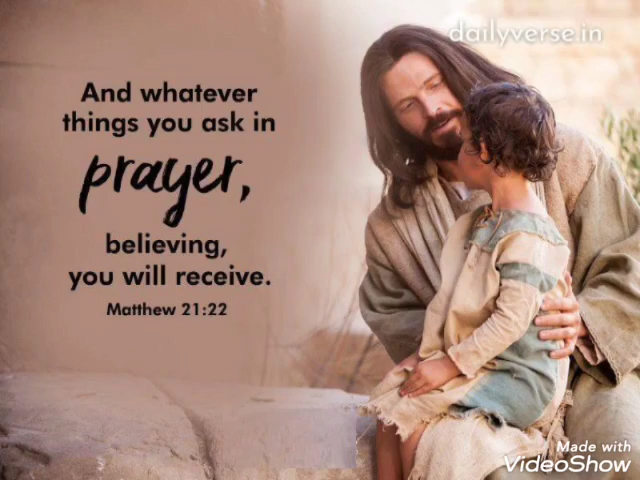 dailyverse.in
And whatever
things you ask in
prayer,
believing,
you will receive.
Matthew 21:22
Made with
VideoShow